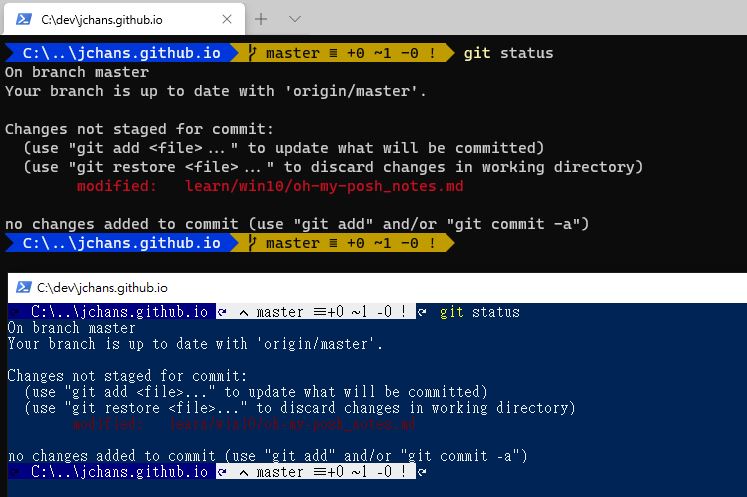 C:\dev\jchans.github.io
C:\..\jchans.github.io master ≡ +0 ~1 -0 ! git status
On branch master
Your branch is up to date with 'origin/master'.
Changes not staged for commit:
(use "git add <file>..." to update what will be committed)
(use "git restore <file>..." to discard changes in working directory)
modified: learn/win10/oh-my-posh_notes.md
no changes added to commit (use "git add" and/or "git commit -a")
C:\..\jchans.github.io master ≡ +0 ~1 -0 !
C:\dev\jchans.github.io
C:\..\jchans.github.io master ≡+0 ~1 -0 ! git status
On branch master
Your branch is up to date with 'origin/master'.
Changes not staged for commit:
(use "git add <file>..." to update what will be committed)
(use "git restore <file>..." to discard changes in working directory)
modified: learn/win10/oh-my-posh_notes.md
no changes added to commit (use "git add" and/or "git commit -a")
C:\..\jchans.github.io master ≡+0 ~1 -0 !